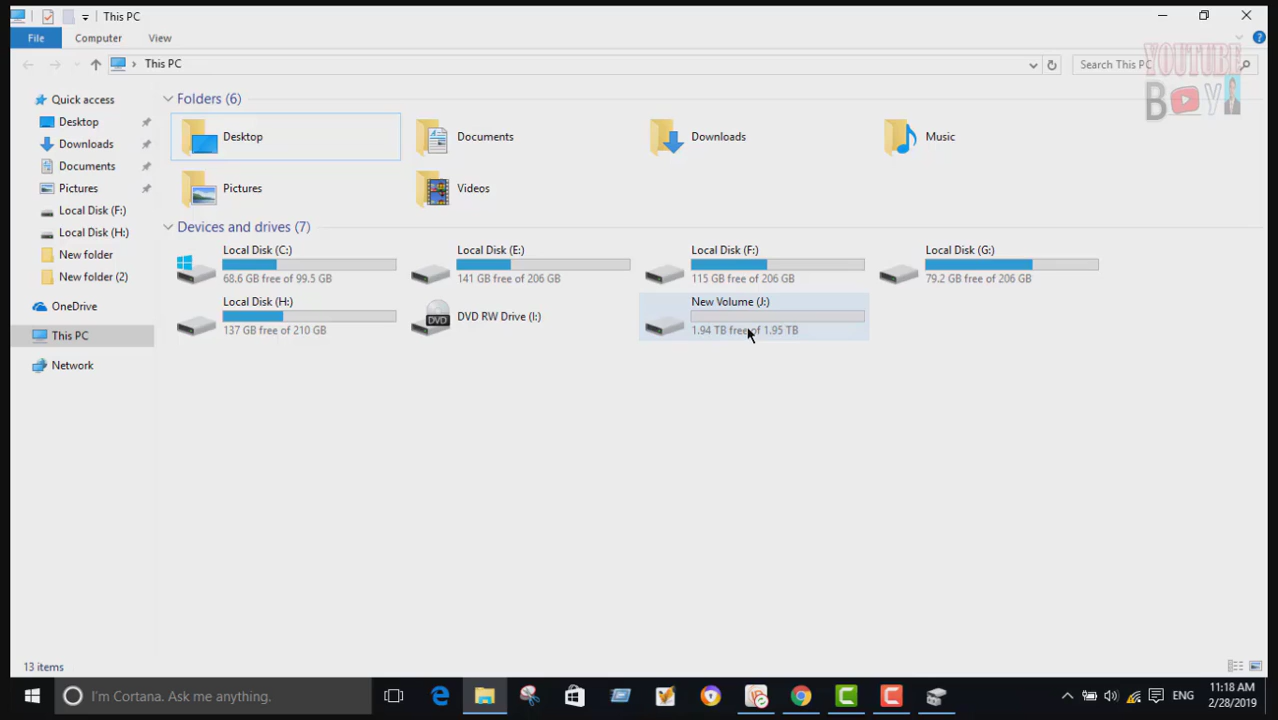 This PC
File Computer View
This PC
Search This PC
YOUTUBE
BOY
Quick access
Desktop
Downloads
Documents
Pictures
Local Disk (F:)
Local Disk (H:)
New folder
New folder (2)
OneDrive
This PC
Network
Folders (6)
Desktop
Documents
Downloads
Music
Pictures
Videos
Devices and drives (7)
Local Disk (C:)
68.6 GB free of 99.5 GB
Local Disk (E:)
141 GB free of 206 GB
Local Disk (F:)
115 GB free of 206 GB
Local Disk (G:)
79.2 GB free of 206 GB
Local Disk (H:)
137 GB free of 210 GB
DVD
DVD RW Drive (I:)
New Volume (J:)
1.94 TB free of 1.95 TB
13 items
I'm Cortana. Ask me anything.
ENG
11:18 AM
2/28/2019